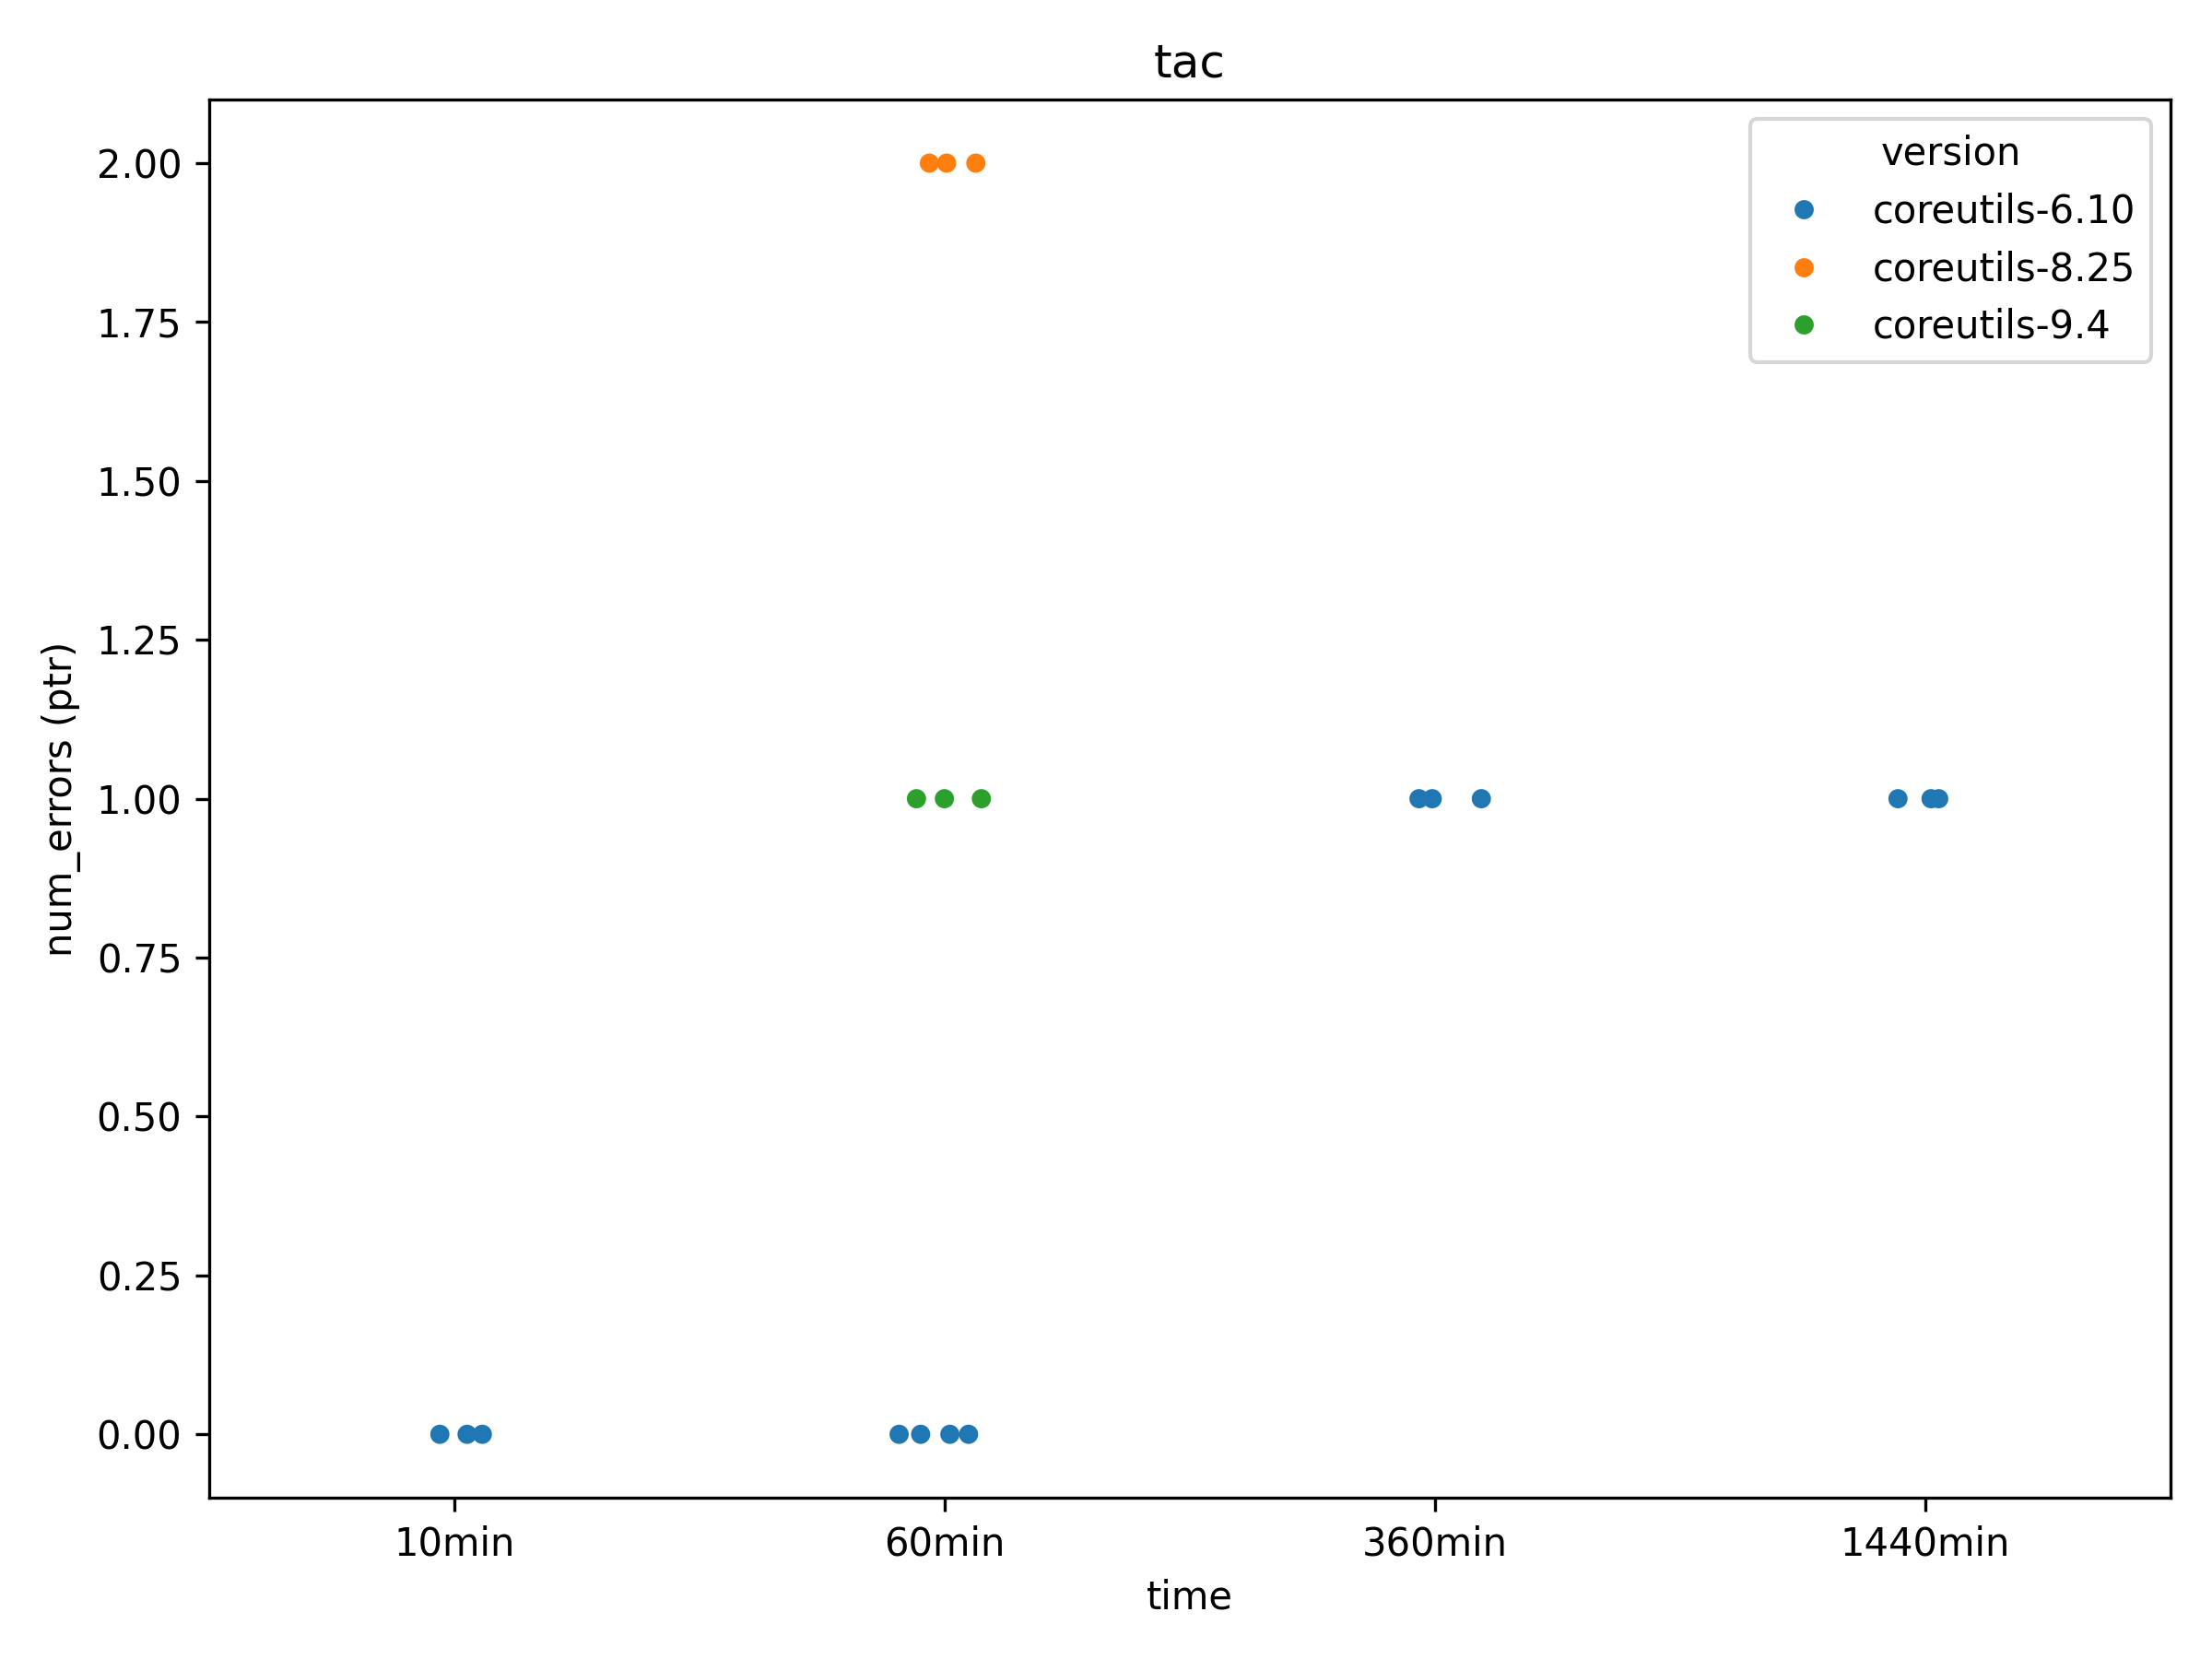 tac
version
coreutils-6.10
coreutils-8.25
coreutils-9.4
num_errors (ptr)
2.00
1.75
1.50
1.25
1.00
0.75
0.50
0.25
0.00
10min 60min 360min 1440min
time